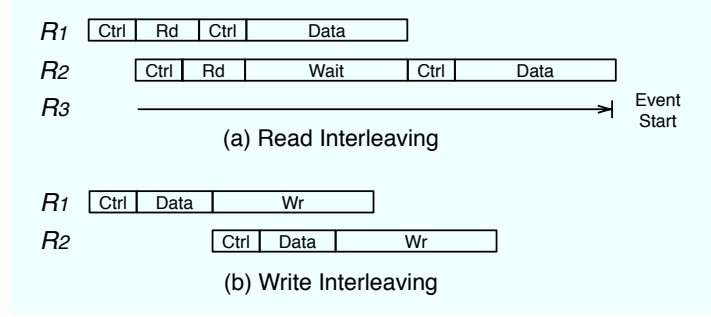 R1 Ctrl Rd Ctrl Data
R2 Ctrl Rd Wait Ctrl Data
R3 Event Start
(a) Read Interleaving
R1 Ctrl Data Wr
R2 Ctrl Data Wr
(b) Write Interleaving